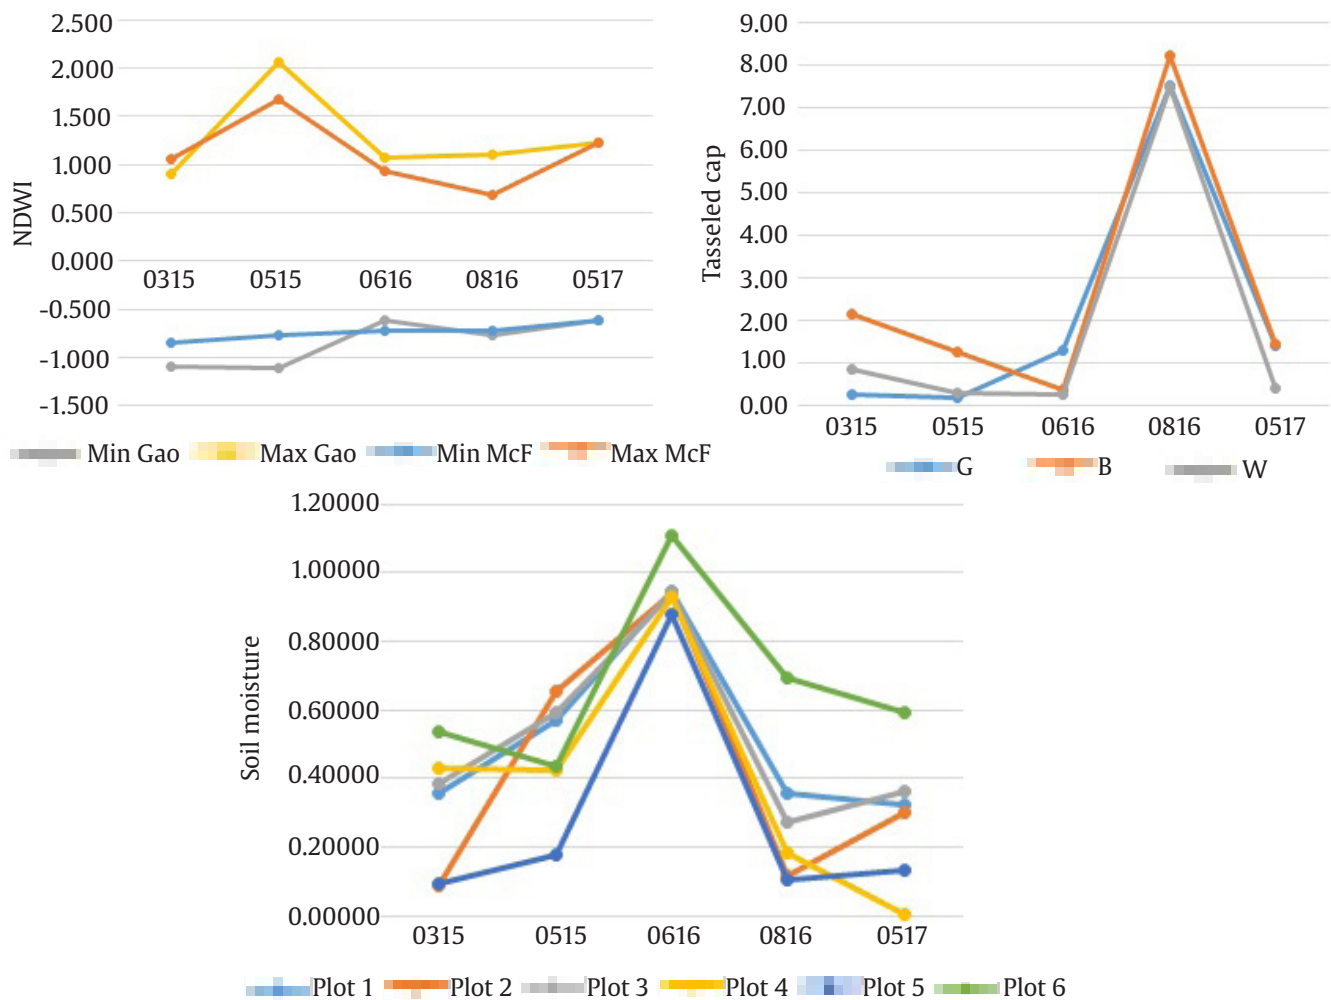 NDWI
2.500
2.000
1.500
1.000
0.500
0.000
-0.500
-1.000
-1.500
0315 0515 0616 0816 0517
Min Gao Max Gao Min McF Max McF
Tasseled cap
9.00
8.00
7.00
6.00
5.00
4.00
3.00
2.00
1.00
0.00
0315 0515 0616 0816 0517
G B W
Soil moisture
1.20000
1.00000
0.80000
0.60000
0.40000
0.20000
0.00000
0315 0515 0616 0816 0517
Plot 1 Plot 2 Plot 3 Plot 4 Plot 5 Plot 6